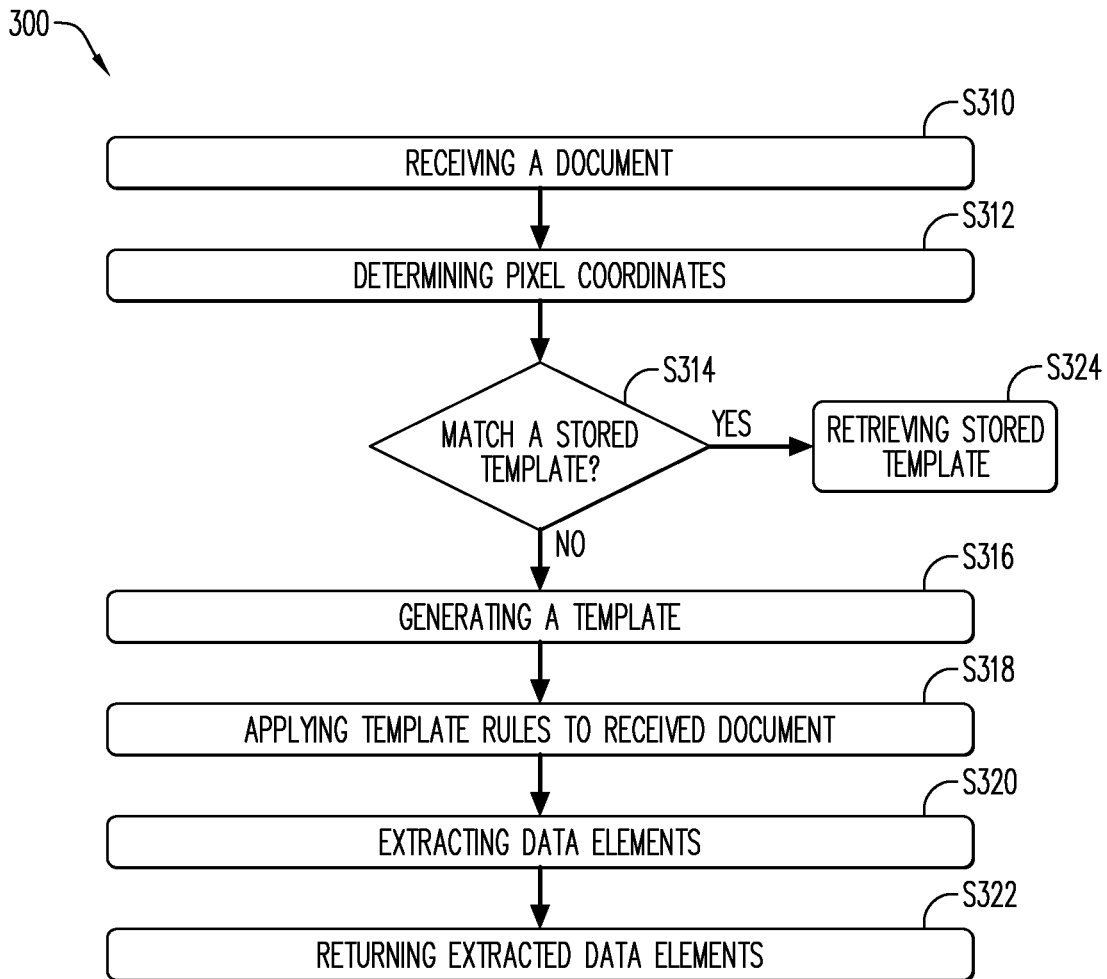 300
S310
RECEIVING A DOCUMENT
S312
DETERMINING PIXEL COORDINATES
S314
MATCH A STORED
TEMPLATE?
YES
S324
RETRIEVING STORED
TEMPLATE
NO
S316
GENERATING A TEMPLATE
S318
APPLYING TEMPLATE RULES TO RECEIVED DOCUMENT
S320
EXTRACTING DATA ELEMENTS
S322
RETURNING EXTRACTED DATA ELEMENTS